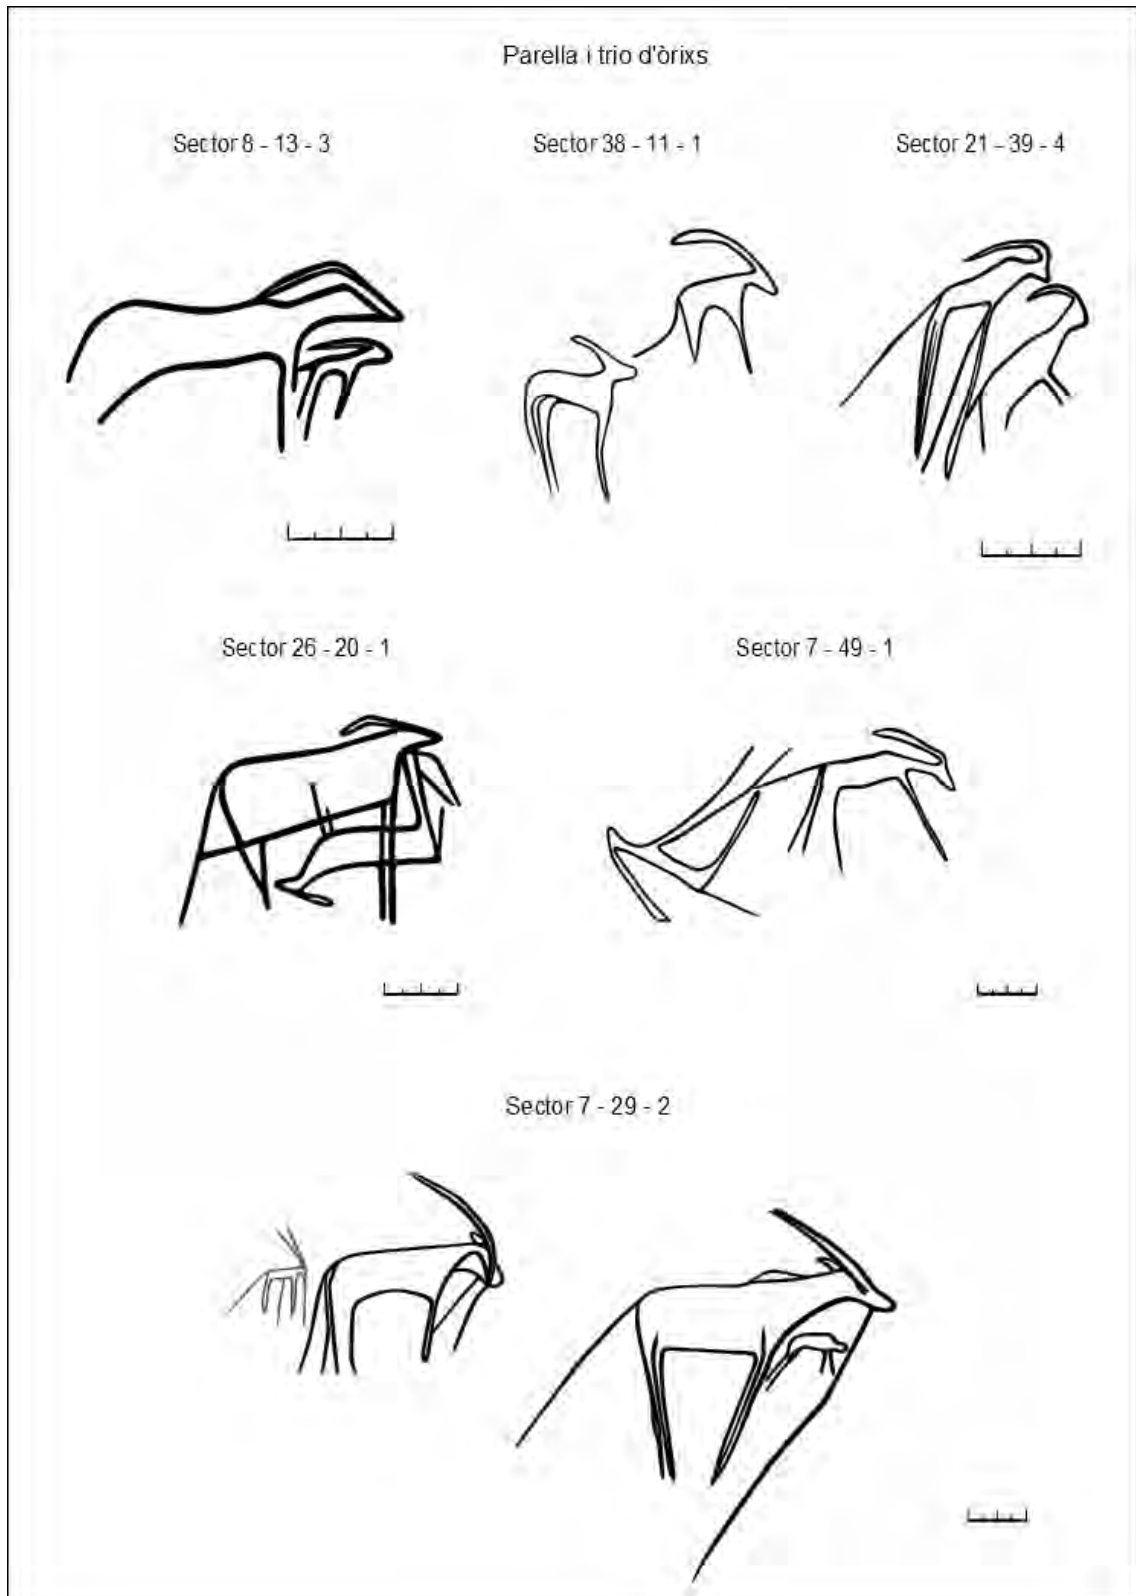 Parella i trio d'òrixs
Sector 8 - 13 - 3
Sector 38 - 11 - 1
Sector 21 - 39 - 4
Sector 26 - 20 - 1
Sector 7 - 49 - 1
Sector 7 - 29 - 2